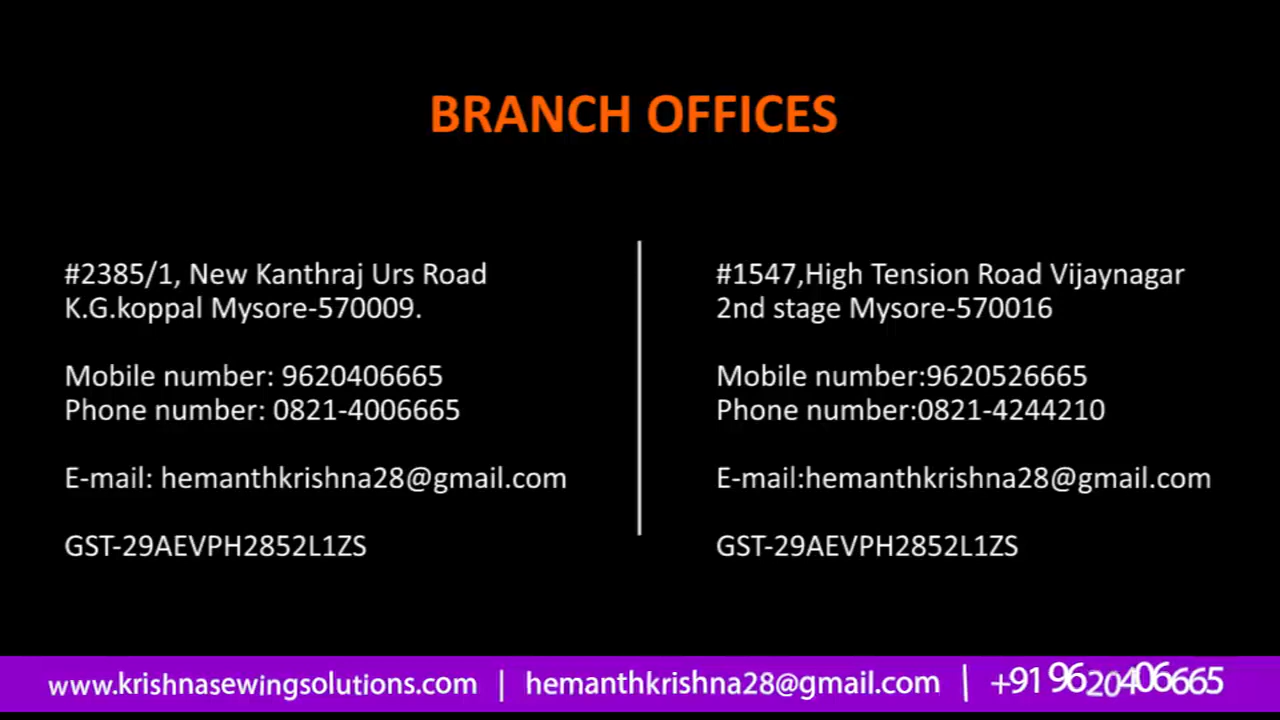 BRANCH OFFICES
#2385/1, New Kanthraj Urs Road
K.G.koppal Mysore-570009.
Mobile number: 9620406665
Phone number: 0821-4006665
E-mail: hemanthkrishna28@gmail.com
GST-29AEVPH2852L1ZS
#1547,High Tension Road Vijaynagar
2nd stage Mysore-570016
Mobile number:9620526665
Phone number:0821-4244210
E-mail:hemanthkrishna28@gmail.com
GST-29AEVPH2852L1ZS
www.krishnasewingsolutions.com | hemanthkrishna28@gmail.com | +91 9620406665